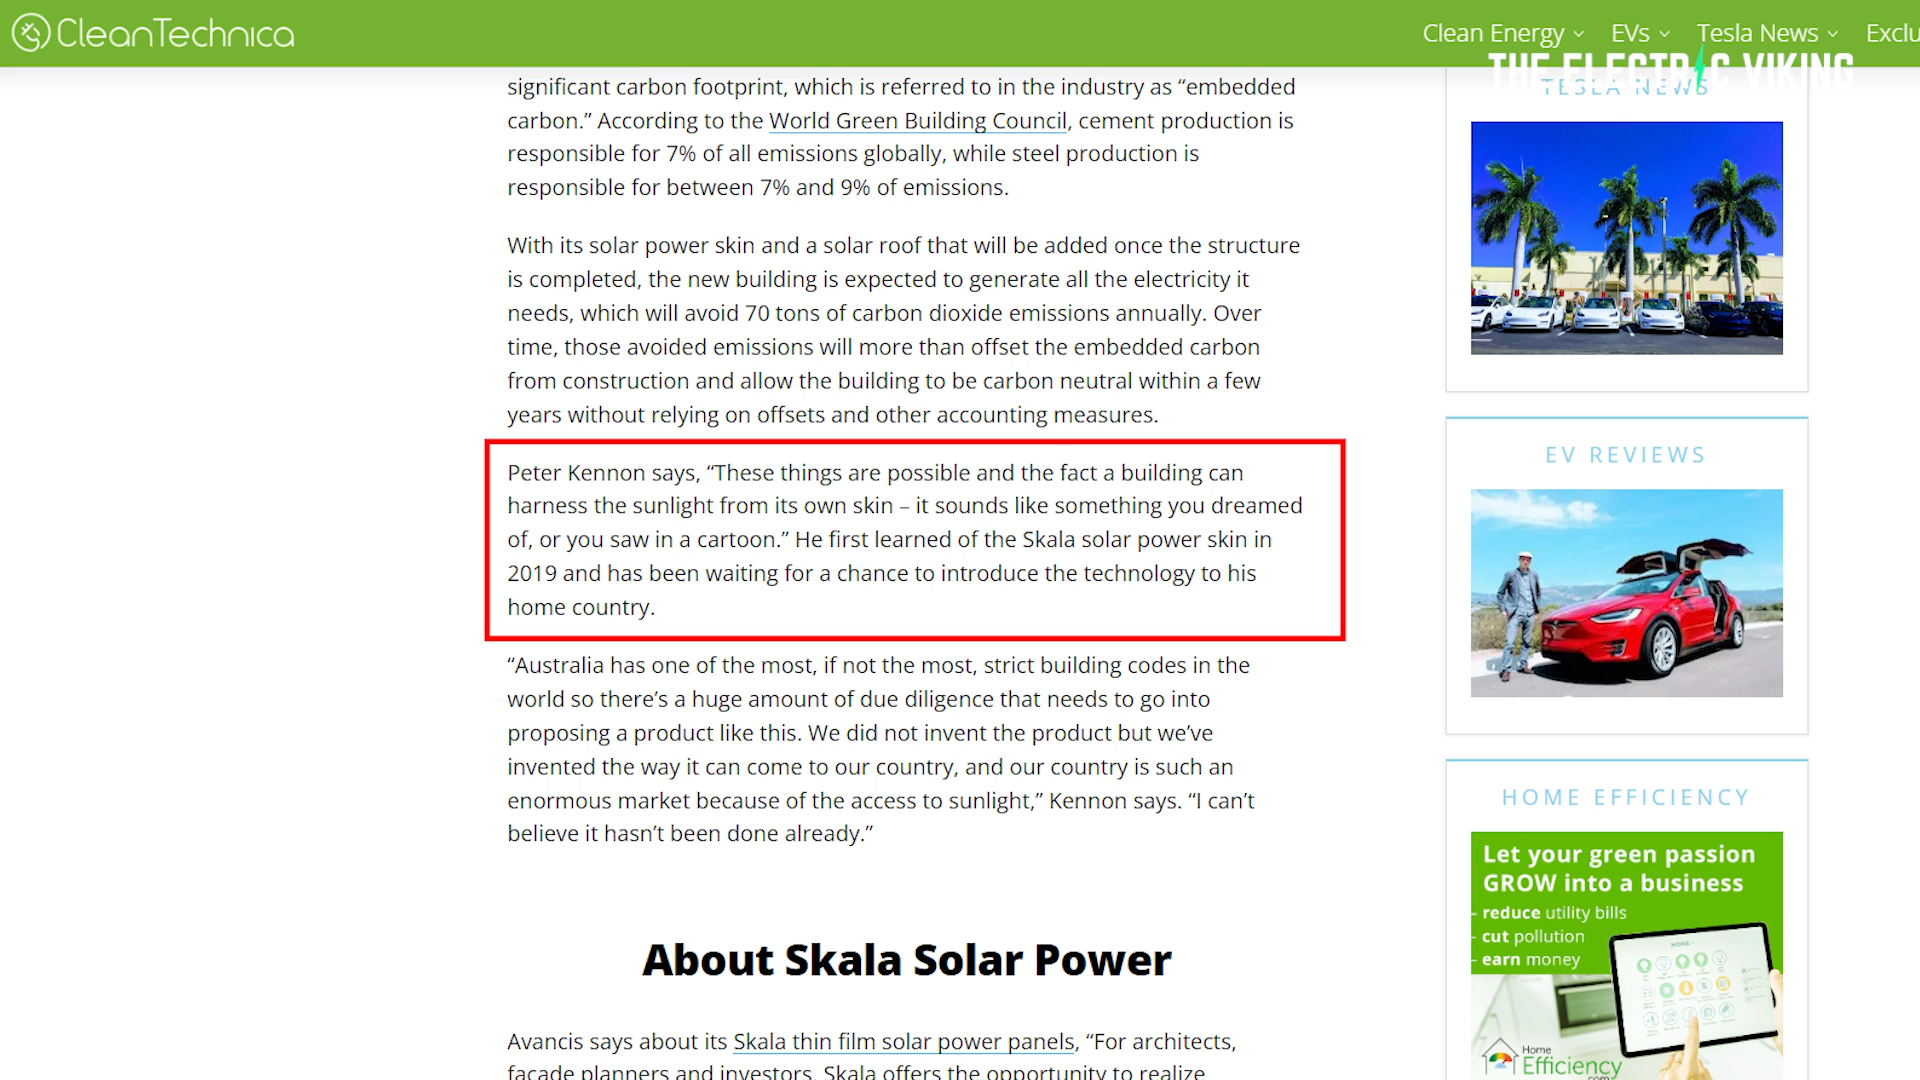 CleanTechnica
Clean Energy
EVs
Tesla News
Exclu
THE ELECTRIC VIKING
significant carbon footprint, which is referred to in the industry as “embedded
carbon.” According to the World Green Building Council, cement production is
responsible for 7% of all emissions globally, while steel production is
responsible for between 7% and 9% of emissions.
With its solar power skin and a solar roof that will be added once the structure
is completed, the new building is expected to generate all the electricity it
needs, which will avoid 70 tons of carbon dioxide emissions annually. Over
time, those avoided emissions will more than offset the embedded carbon
from construction and allow the building to be carbon neutral within a few
years without relying on offsets and other accounting measures.
Peter Kennon says, “These things are possible and the fact a building can
harness the sunlight from its own skin – it sounds like something you dreamed
of, or you saw in a cartoon.” He first learned of the Skala solar power skin in
2019 and has been waiting for a chance to introduce the technology to his
home country.
“Australia has one of the most, if not the most, strict building codes in the
world so there’s a huge amount of due diligence that needs to go into
proposing a product like this. We did not invent the product but we’ve
invented the way it can come to our country, and our country is such an
enormous market because of the access to sunlight,” Kennon says. “I can’t
believe it hasn’t been done already.”
About Skala Solar Power
Avancis says about its Skala thin film solar power panels, “For architects,
facade planners and investors, Skala offers the opportunity to realize
TESLA NEWS
EV REVIEWS
HOME EFFICIENCY
Let your green passion
GROW into a business
- reduce utility bills
- cut pollution
- earn money
HOME
Home
Efficiency
.com